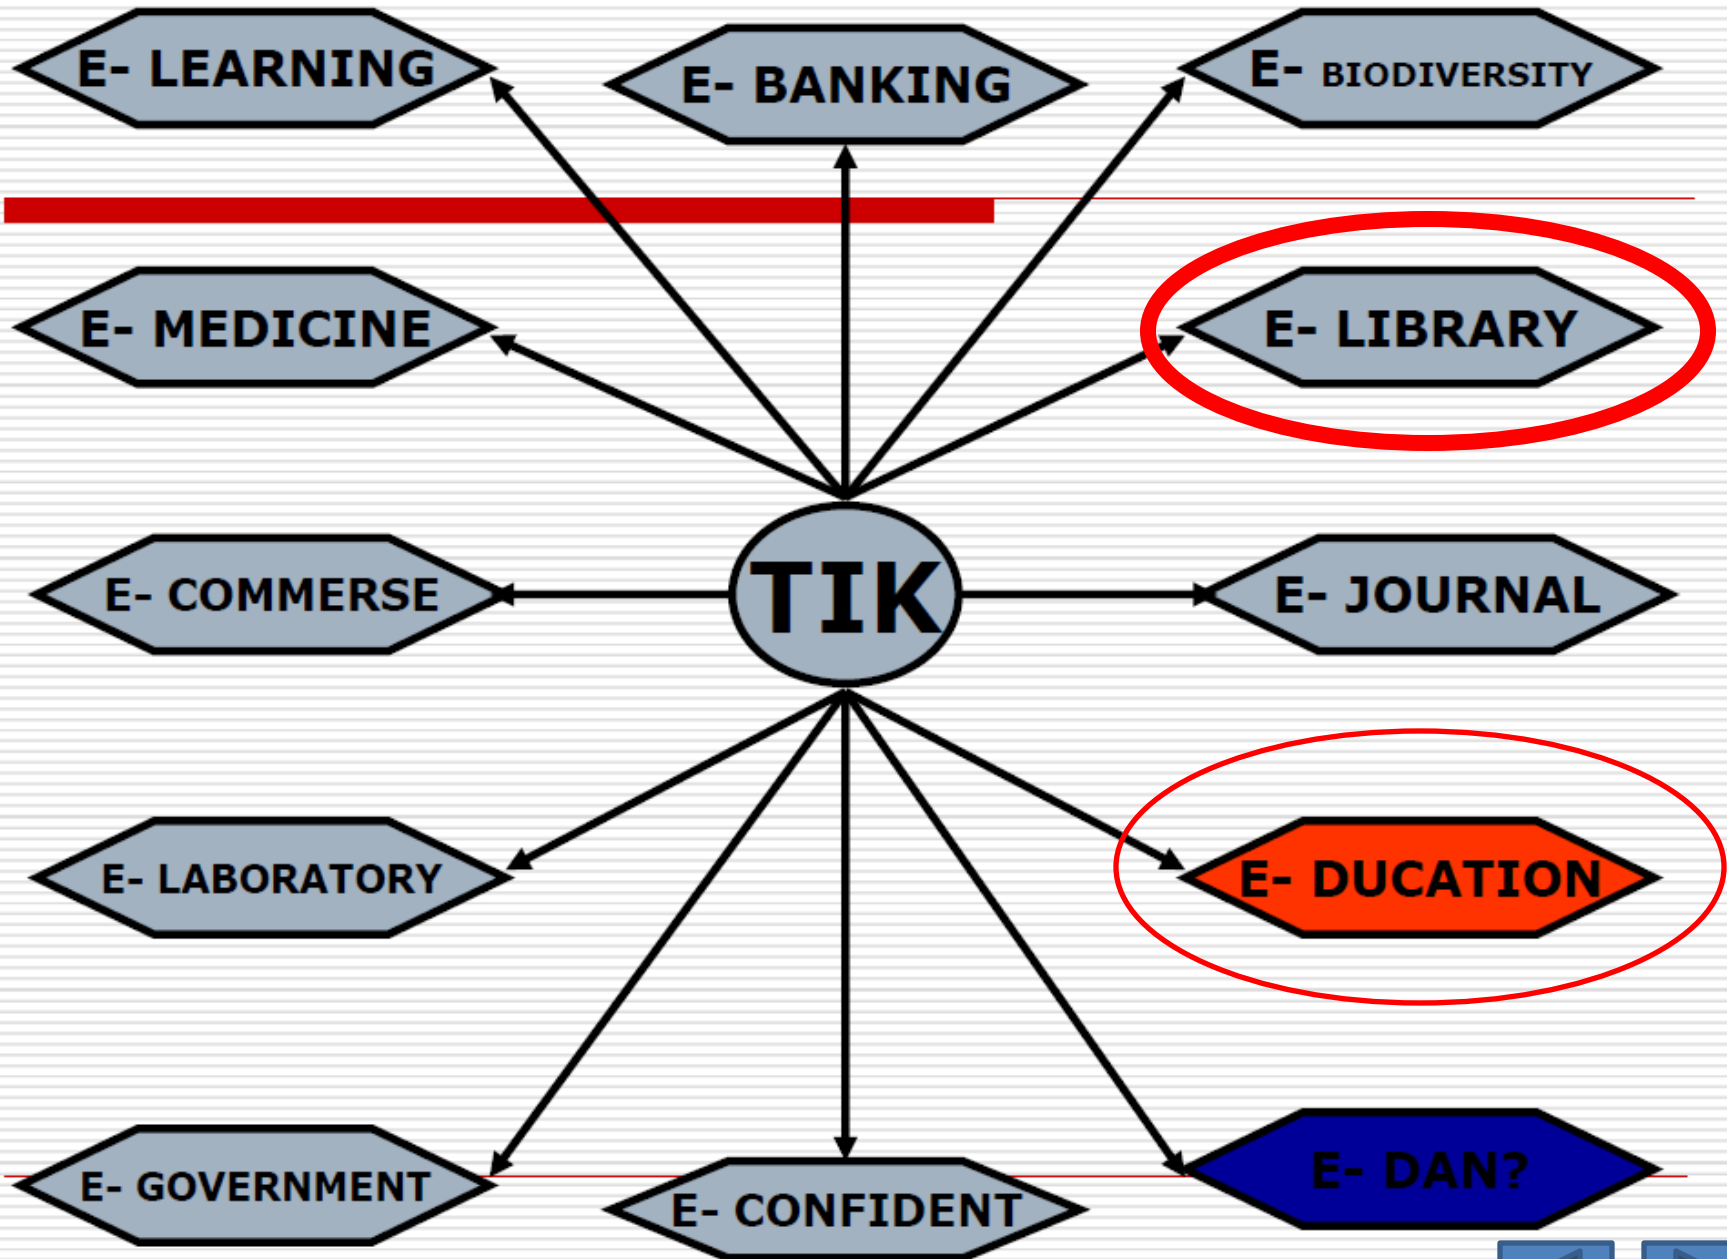 E- LEARNING
E- BANKING
E- BIODIVERSITY
E- MEDICINE
E- LIBRARY
E- COMMERSE
TIK
E- JOURNAL
E- LABORATORY
E- DUCATION
E- GOVERNMENT
E- CONFIDENT
E- DAN?